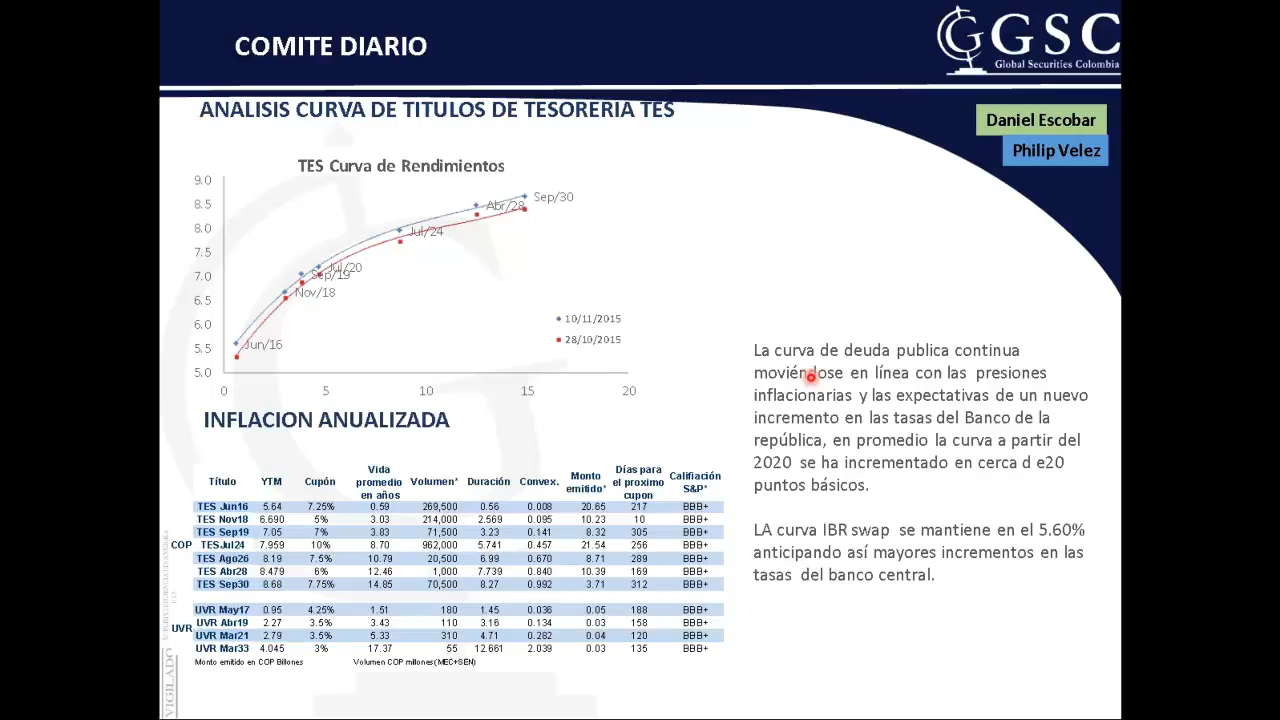 COMITE DIARIO
GSC
Global Securities Colombia
ANALISIS CURVA DE TITULOS DE TESORERIA TES
Daniel Escobar
Philip Velez
TES Curva de Rendimientos
9.0
8.5
8.0
7.5
7.0
6.5
6.0
5.5
5.0
0 5 10 15 20
Sep/30
Abr/28
Jul/24
Jul/20
Sep/19
Nov/18
Jun/16
10/11/2015
28/10/2015
INFLACION ANUALIZADA
Título YTM Cupón Vida promedio en años Volumen* Duración Convex. Monto emitido* Días para el proximo cupon Califiación S&P*
COP
TES Jun16 5.64 7.25% 0.59 269,500 0.56 0.008 20.65 217 BBB+
TES Nov18 6.690 5% 3.03 214,000 2.569 0.095 10.23 10 BBB+
TES Sep19 7.05 7% 3.83 71,500 3.23 0.141 8.32 305 BBB+
TESJul24 7.959 10% 8.70 962,000 5.741 0.457 21.54 256 BBB+
TES Ago26 8.19 7.5% 10.79 20,500 6.99 0.670 8.71 289 BBB+
TES Abr28 8.479 6% 12.46 1,000 7.739 0.840 10.39 169 BBB+
TES Sep30 8.68 7.75% 14.85 70,500 8.27 0.992 3.71 312 BBB+
UVR
UVR May17 0.95 4.25% 1.51 180 1.45 0.036 0.05 188 BBB+
UVR Abr19 2.27 3.5% 3.43 110 3.16 0.134 0.03 158 BBB+
UVR Mar21 2.79 3.5% 5.33 310 4.71 0.282 0.04 120 BBB+
UVR Mar33 4.045 3% 17.37 55 12.661 2.039 0.03 135 BBB+
Monto emitido en COP Billones Volumen COP millones(MEC+SEN)
VIGILADO
La curva de deuda publica continua
moviéndose en línea con las presiones
inflacionarias y las expectativas de un nuevo
incremento en las tasas del Banco de la
república, en promedio la curva a partir del
2020 se ha incrementado en cerca d e20
puntos básicos.
LA curva IBR swap se mantiene en el 5.60%
anticipando así mayores incrementos en las
tasas del banco central.